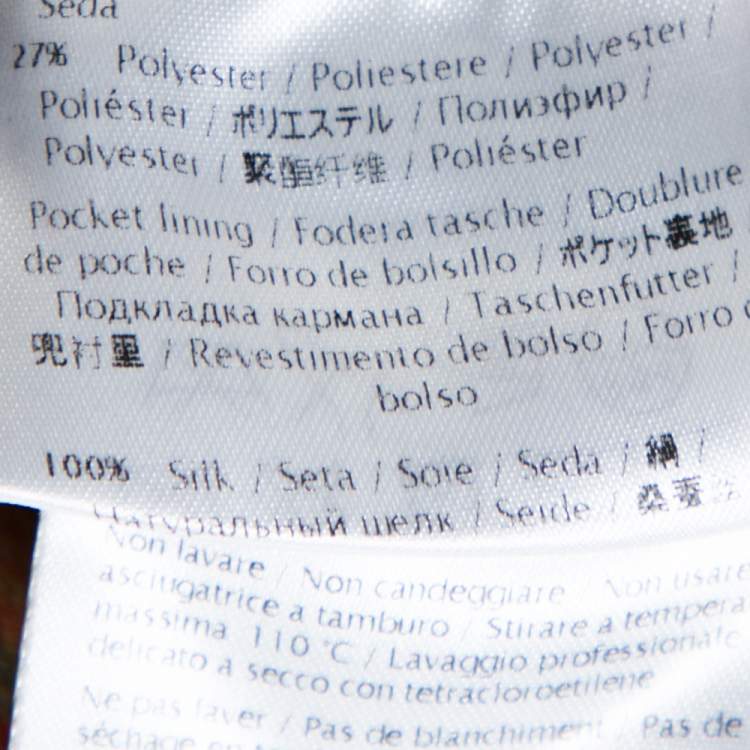 Seda
27% Polyester / Poliestere / Polyester /
Poliéster / ポリエステル / Полиэфир /
Polyester / 聚酯纤维 / Poliéster
Pocket lining / Fodera tasche / Doublure
de poche / Forro de bolsillo / ポケット裏地 /
Подкладка кармана / Taschenfutter /
兜衬里 / Revestimento de bolso / Forro
bolso
100% Silk / Seta / Soie / Seda / 絹 /
Натуральный шелк / Seide / 桑蚕
Non lavare / Non candeggiare / Non usare
asciugatrice a tamburo / Stirare a tempera
massima 110 °C / Lavaggio professionale
delicato a secco con tetracloroetilene
Ne pas laver / Pas de blanchiment / Pas de
séchage en